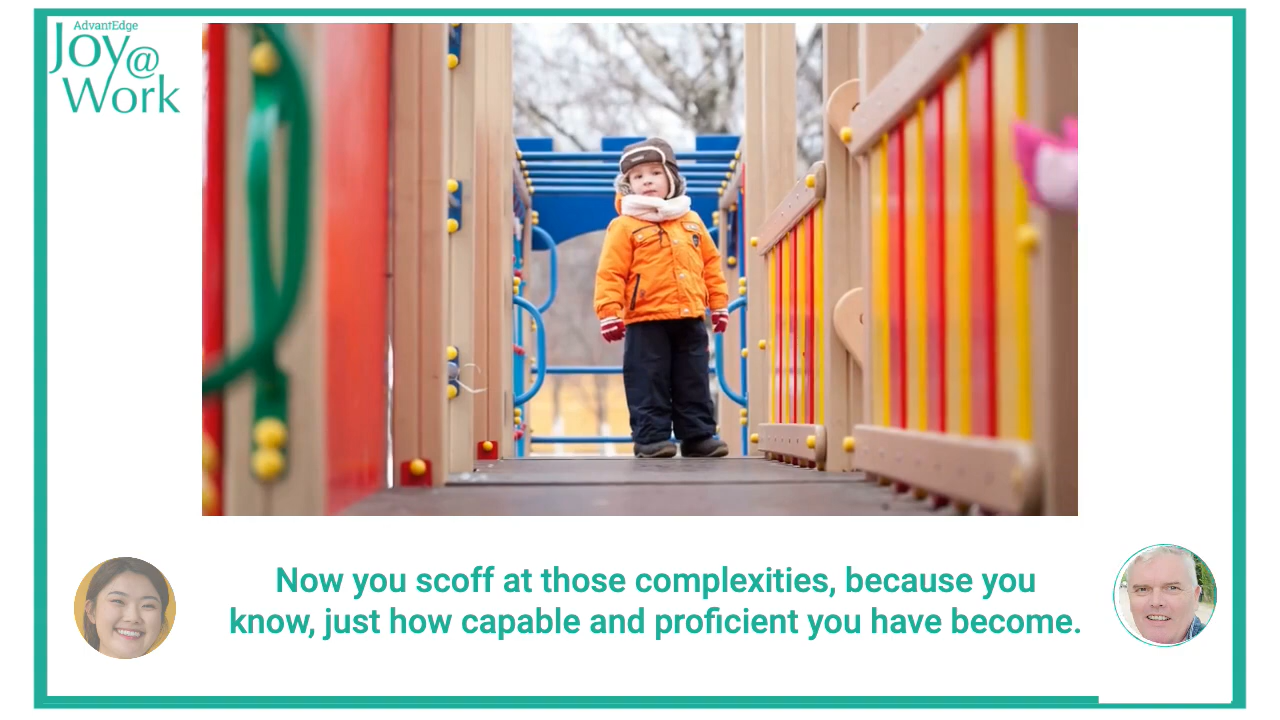 AdvantEdge
Joy@
Work
Now you scoff at those complexities, because you
know, just how capable and proficient you have become.